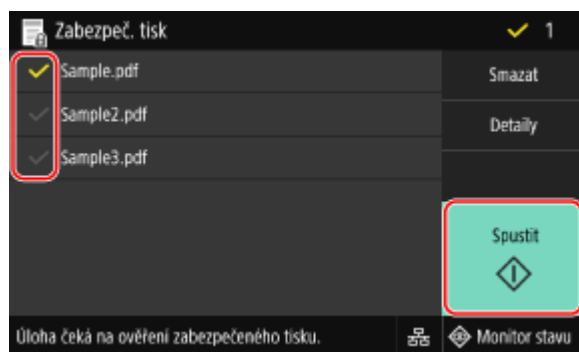 Zabezpeč. tisk
1
Sample.pdf
Smazat
Sample2.pdf
Detaily
Sample3.pdf
Spustit
Úloha čeká na ověření zabezpečeného tisku.
Monitor stavu